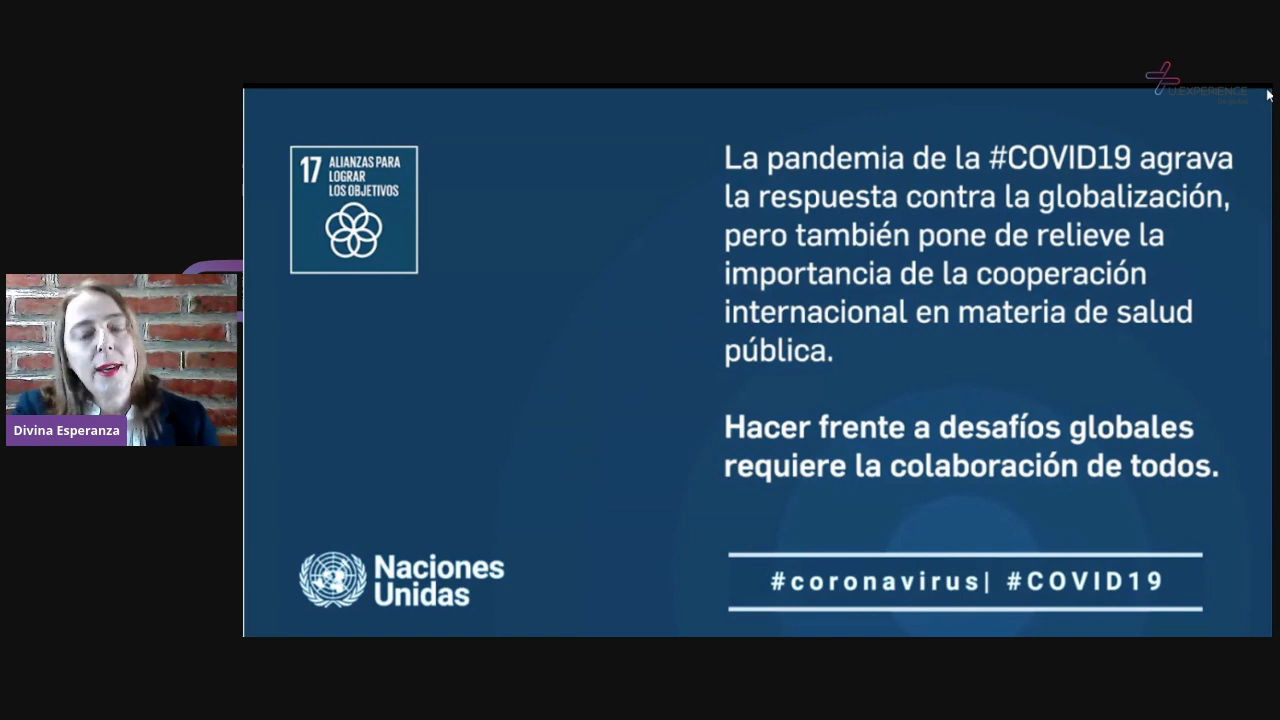 U EXPERIENCE
17 ALIANZAS PARA
LOGRAR
LOS OBJETIVOS
La pandemia de la #COVID19 agrava
la respuesta contra la globalización,
pero también pone de relieve la
importancia de la cooperación
internacional en materia de salud
pública.
Hacer frente a desafíos globales
requiere la colaboración de todos.
Divina Esperanza
Naciones
Unidas
#coronavirus| #COVID19